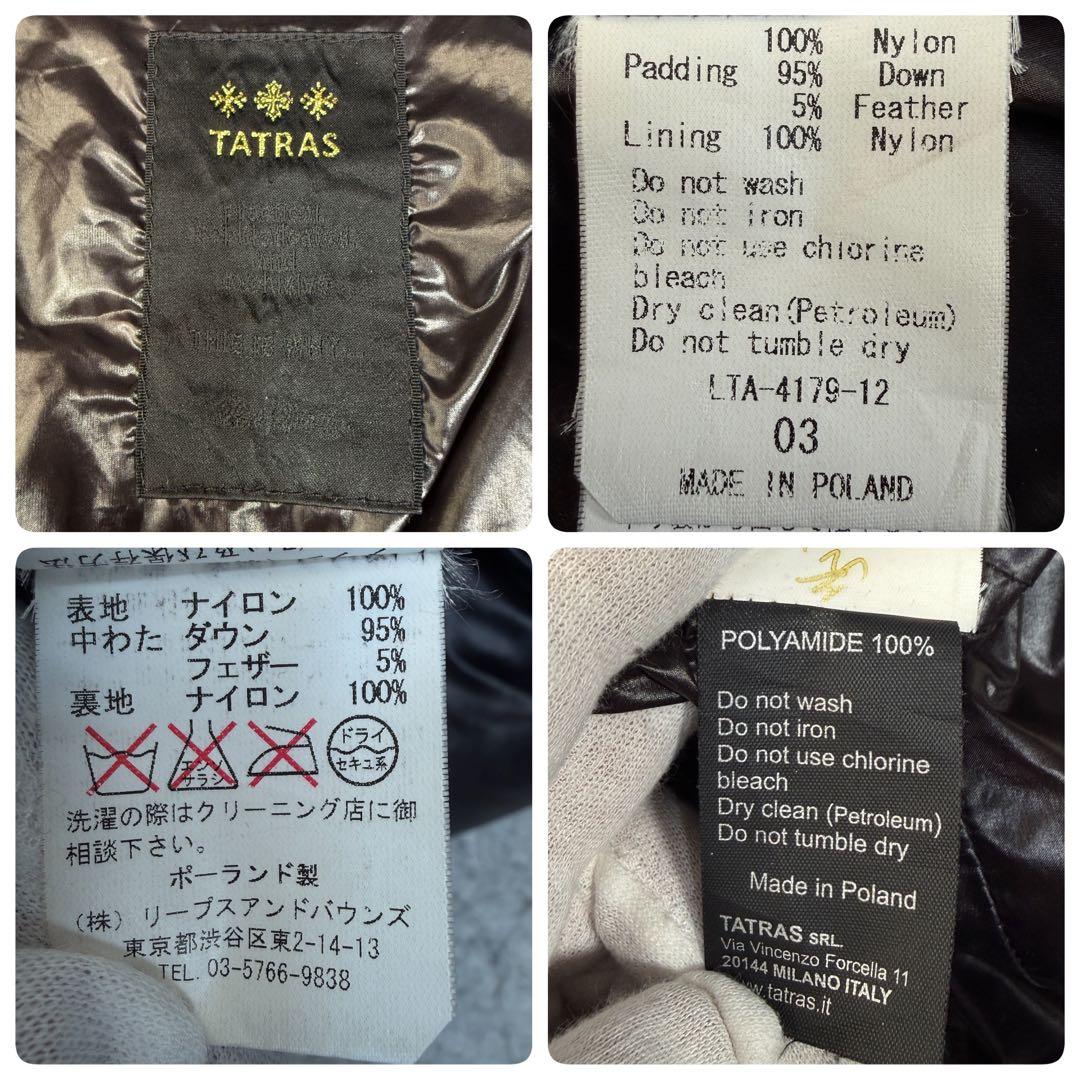 TATRAS
100% Nylon
Padding 95% Down
5% Feather
Lining 100% Nylon
Do not wash
Do not iron
Do not use chlorine
bleach
Dry clean(Petroleum)
Do not tumble dry
LTA-4179-12
03
MADE IN POLAND
表地 ナイロン 100%
中わた ダウン 95%
フェザー 5%
裏地 ナイロン 100%
エンソ
サラシ
ドライ
セキユ系
洗濯の際はクリーニング店に御
相談下さい。
ポーランド製
(株) リープスアンドバウンズ
東京都渋谷区東2-14-13
TEL. 03-5766-9838
POLYAMIDE 100%
Do not wash
Do not iron
Do not use chlorine
bleach
Dry clean (Petroleum)
Do not tumble dry
Made in Poland
TATRAS SRL.
Via Vincenzo Forcella 11
20144 MILANO ITALY
www.tatras.it